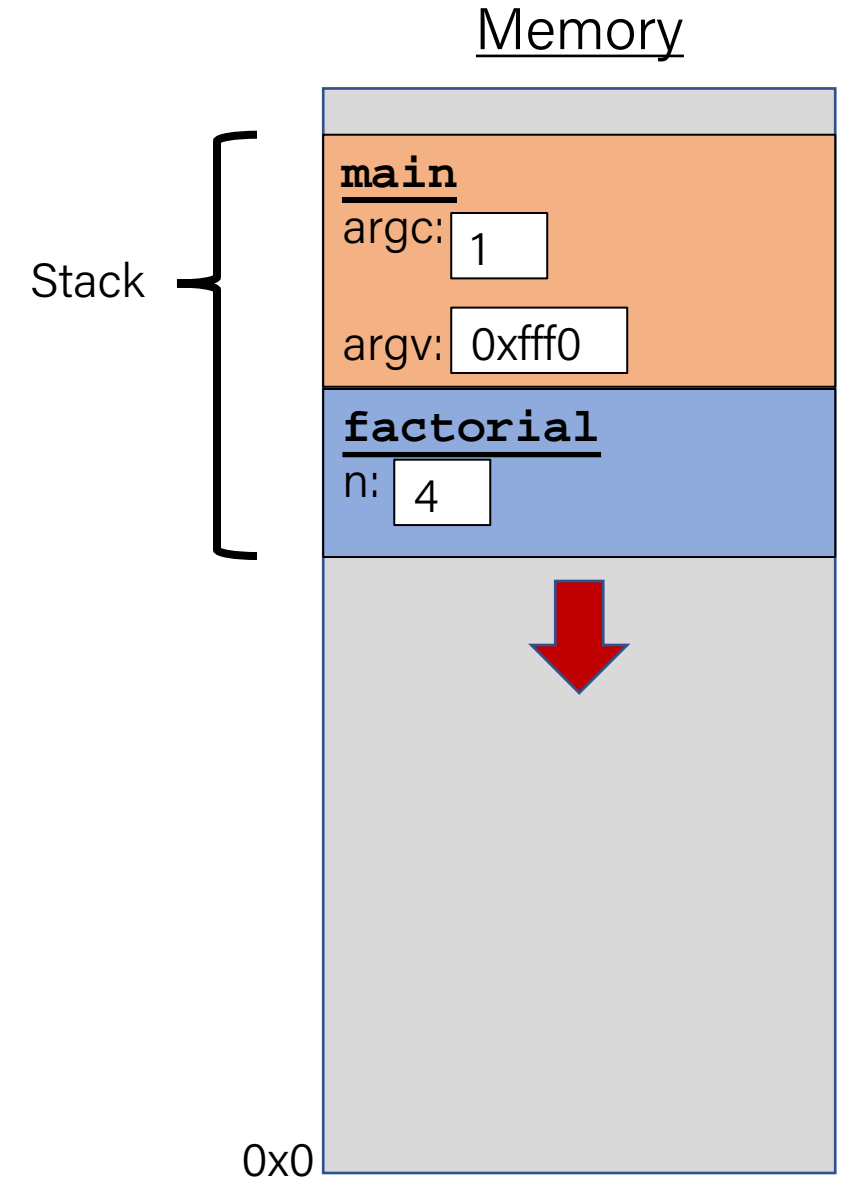 Memory
main
argc: 1
Stack
argv: 0xfff0
factorial
n: 4
0x0